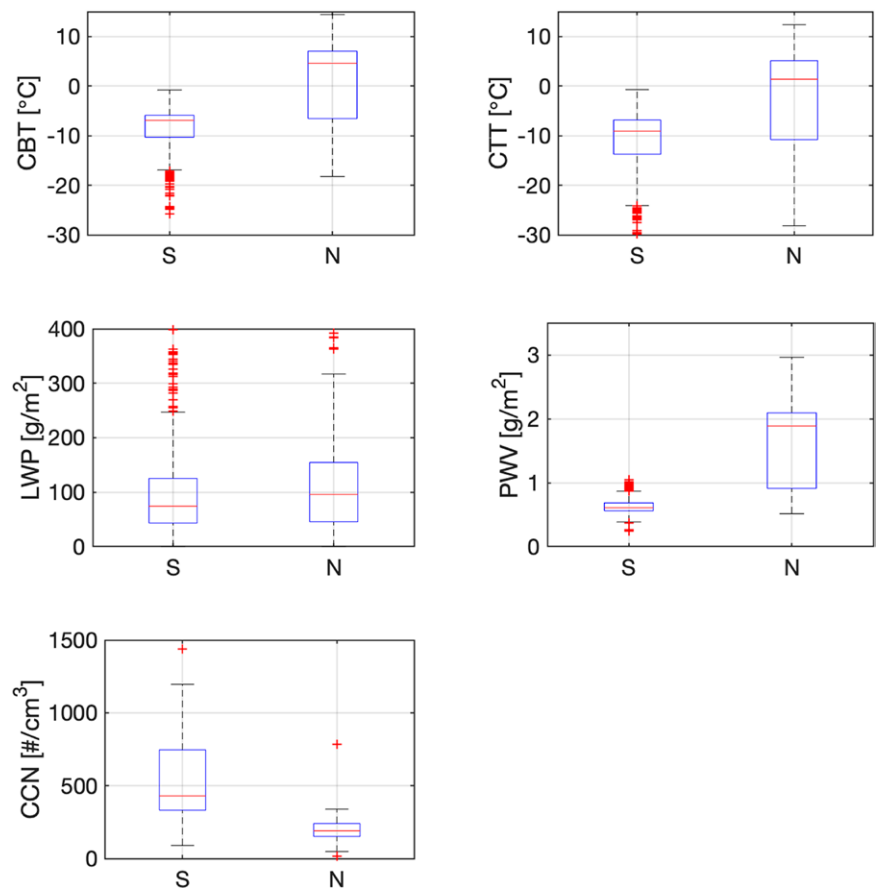 CBT [°C]
10
0
-10
-20
-30
S
N
CTT [°C]
10
0
-10
-20
-30
S
N
LWP [g/m²]
400
300
200
100
0
S
N
PWV [g/m²]
3
2
1
0
S
N
CCN [#/cm³]
1500
1000
500
0
S
N